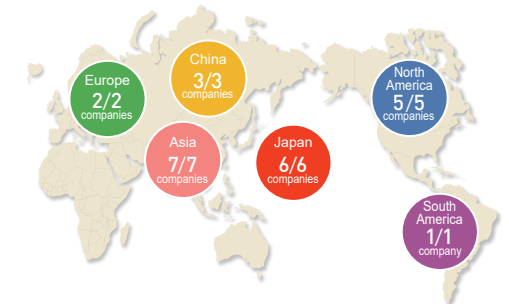 Europe
2/2
companies
China
3/3
companies
Asia
7/7
companies
Japan
6/6
companies
North
America
5/5
companies
South
America
1/1
company